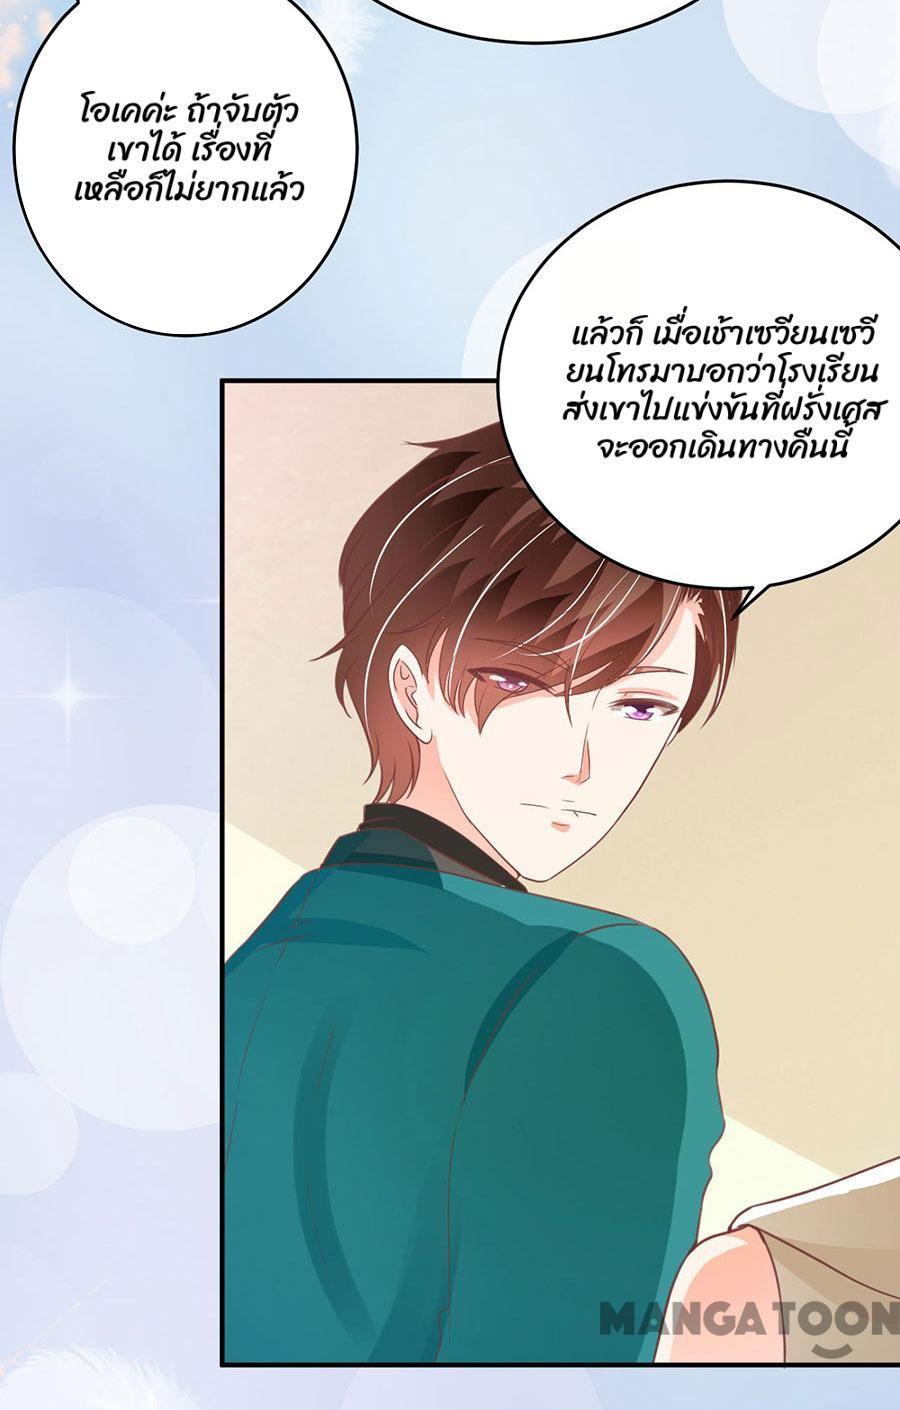 โอเคค่ะ ถ้าจับตัว
เขาได้ เรื่องที่
เหลือก็ไม่ยากแล้ว
แล้วก็ เมื่อเช้าเซวียนเซวี
ยนโทรมาบอกว่าโรงเรียน
ส่งเขาไปแข่งขันที่ฝรั่งเศส
จะออกเดินทางคืนนี้
MANGATOON